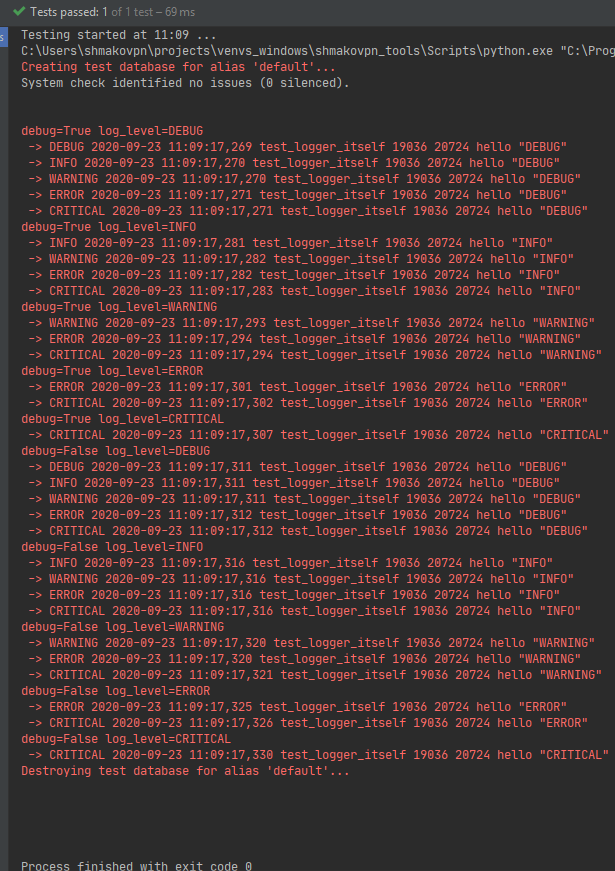 Tests passed: 1 of 1 test – 69 ms
Testing started at 11:09 ...
C:\Users\shmakovpn\projects\venvs_windows\shmakovpn_tools\Scripts\python.exe "C:\Prog
Creating test database for alias 'default'...
System check identified no issues (0 silenced).
debug=True log_level=DEBUG
-> DEBUG 2020-09-23 11:09:17,269 test_logger_itself 19036 20724 hello "DEBUG"
-> INFO 2020-09-23 11:09:17,270 test_logger_itself 19036 20724 hello "DEBUG"
-> WARNING 2020-09-23 11:09:17,270 test_logger_itself 19036 20724 hello "DEBUG"
-> ERROR 2020-09-23 11:09:17,271 test_logger_itself 19036 20724 hello "DEBUG"
-> CRITICAL 2020-09-23 11:09:17,271 test_logger_itself 19036 20724 hello "DEBUG"
debug=True log_level=INFO
-> INFO 2020-09-23 11:09:17,281 test_logger_itself 19036 20724 hello "INFO"
-> WARNING 2020-09-23 11:09:17,282 test_logger_itself 19036 20724 hello "INFO"
-> ERROR 2020-09-23 11:09:17,282 test_logger_itself 19036 20724 hello "INFO"
-> CRITICAL 2020-09-23 11:09:17,283 test_logger_itself 19036 20724 hello "INFO"
debug=True log_level=WARNING
-> WARNING 2020-09-23 11:09:17,293 test_logger_itself 19036 20724 hello "WARNING"
-> ERROR 2020-09-23 11:09:17,294 test_logger_itself 19036 20724 hello "WARNING"
-> CRITICAL 2020-09-23 11:09:17,294 test_logger_itself 19036 20724 hello "WARNING"
debug=True log_level=ERROR
-> ERROR 2020-09-23 11:09:17,301 test_logger_itself 19036 20724 hello "ERROR"
-> CRITICAL 2020-09-23 11:09:17,302 test_logger_itself 19036 20724 hello "ERROR"
debug=True log_level=CRITICAL
-> CRITICAL 2020-09-23 11:09:17,307 test_logger_itself 19036 20724 hello "CRITICAL"
debug=False log_level=DEBUG
-> DEBUG 2020-09-23 11:09:17,311 test_logger_itself 19036 20724 hello "DEBUG"
-> INFO 2020-09-23 11:09:17,311 test_logger_itself 19036 20724 hello "DEBUG"
-> WARNING 2020-09-23 11:09:17,311 test_logger_itself 19036 20724 hello "DEBUG"
-> ERROR 2020-09-23 11:09:17,312 test_logger_itself 19036 20724 hello "DEBUG"
-> CRITICAL 2020-09-23 11:09:17,312 test_logger_itself 19036 20724 hello "DEBUG"
debug=False log_level=INFO
-> INFO 2020-09-23 11:09:17,316 test_logger_itself 19036 20724 hello "INFO"
-> WARNING 2020-09-23 11:09:17,316 test_logger_itself 19036 20724 hello "INFO"
-> ERROR 2020-09-23 11:09:17,316 test_logger_itself 19036 20724 hello "INFO"
-> CRITICAL 2020-09-23 11:09:17,316 test_logger_itself 19036 20724 hello "INFO"
debug=False log_level=WARNING
-> WARNING 2020-09-23 11:09:17,320 test_logger_itself 19036 20724 hello "WARNING"
-> ERROR 2020-09-23 11:09:17,320 test_logger_itself 19036 20724 hello "WARNING"
-> CRITICAL 2020-09-23 11:09:17,321 test_logger_itself 19036 20724 hello "WARNING"
debug=False log_level=ERROR
-> ERROR 2020-09-23 11:09:17,325 test_logger_itself 19036 20724 hello "ERROR"
-> CRITICAL 2020-09-23 11:09:17,326 test_logger_itself 19036 20724 hello "ERROR"
debug=False log_level=CRITICAL
-> CRITICAL 2020-09-23 11:09:17,330 test_logger_itself 19036 20724 hello "CRITICAL"
Destroying test database for alias 'default'...
Process finished with exit code 0